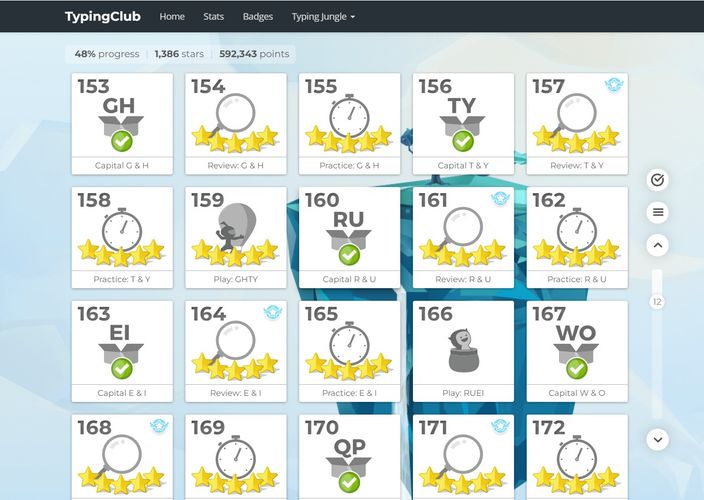 TypingClub Home Stats Badges Typing Jungle
48% progress 1,386 stars 592,343 points
153 154 155 156 157
GH TY
Capital G & H Review: G & H Practice: G & H Capital T & Y Review: T & Y
158 159 160 161 162
RU
Practice: T & Y Play: GHTY Capital R & U Review: R & U Practice: R & U
163 164 165 166 167
EI WO
12
Capital E & I Review: E & I Practice: E & I Play: RUEI Capital W & O
168 169 170 171 172
QP